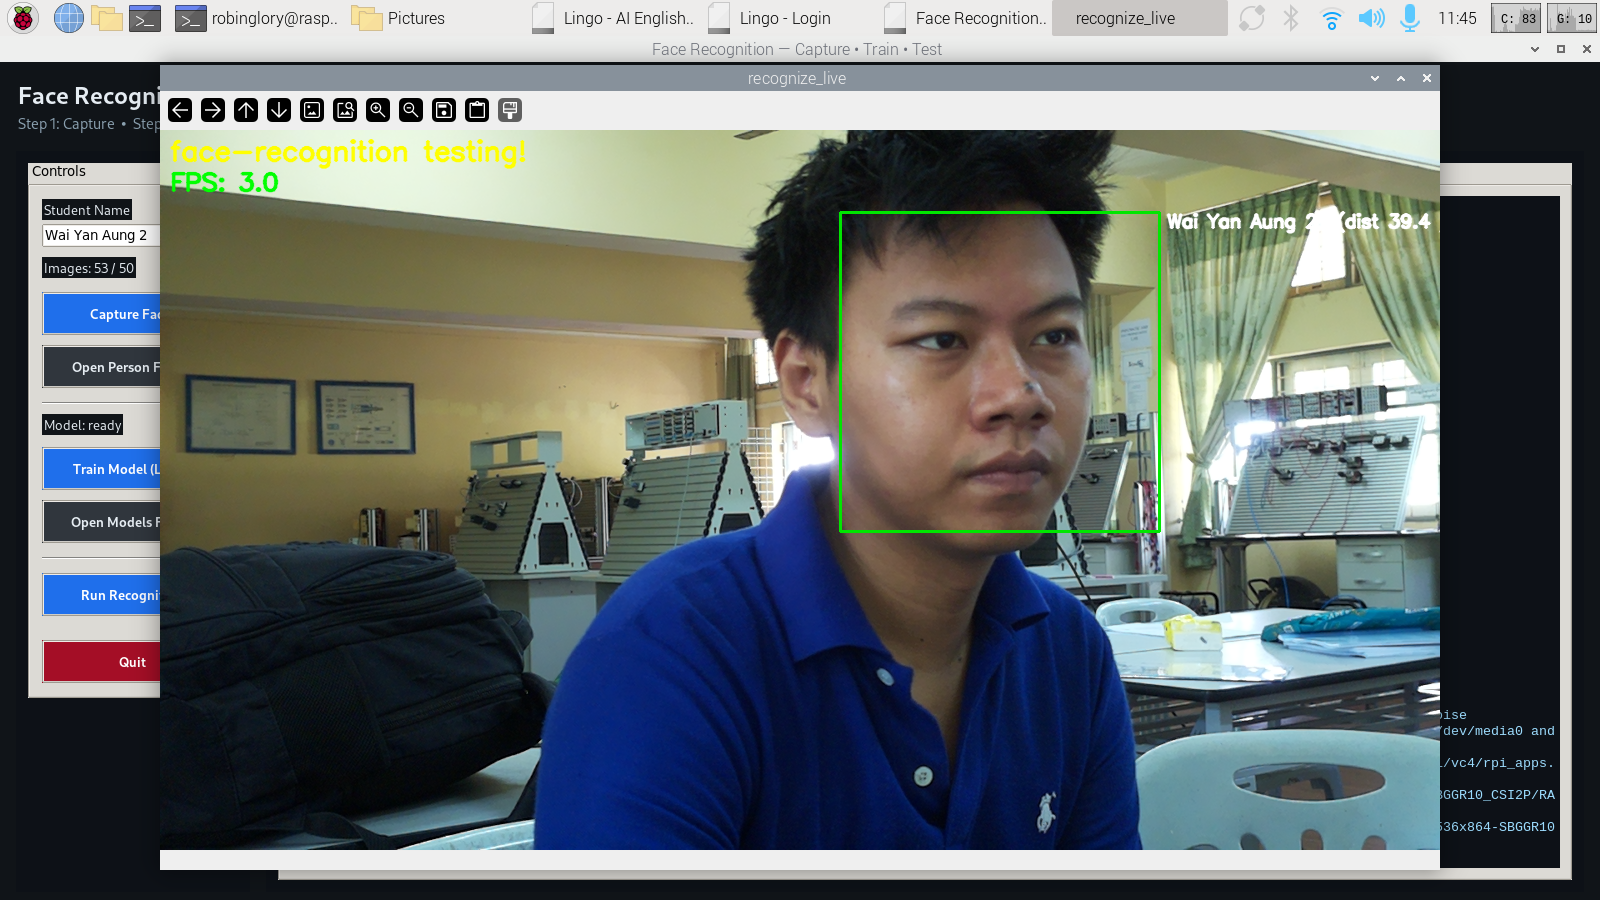 robinglory@rasp..
Pictures
Lingo - AI English..
Lingo - Login
Face Recognition..
recognize_live
11:45
C: 83
G: 10
Face Recognition — Capture • Train • Test
recognize_live
Face Recogni
Step 1: Capture • Step
face-recognition testing!
FPS: 3.0
Controls
Student Name
Wai Yan Aung 2
Images: 53 / 50
Capture Fac
Open Person F
Model: ready
Train Model (L
Open Models F
Run Recogni
Quit
Wai Yan Aung 2 (dist 39.4
oise
/dev/media0 and
/vc4/rpi_apps.
BGGR10_CSI2P/RA
536x864-SBGGR10